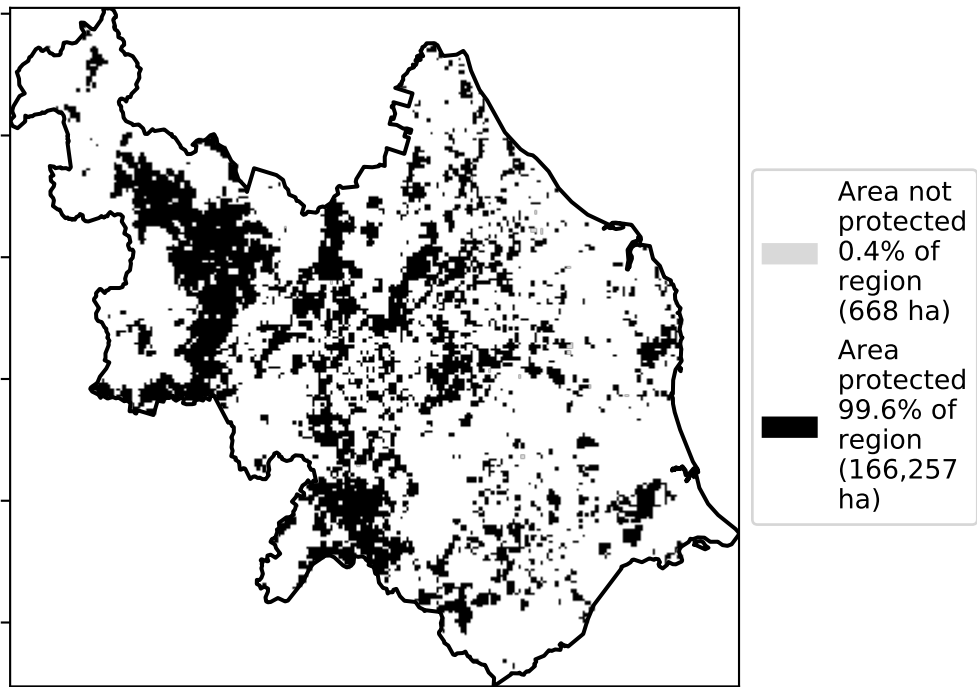 Area not
protected
0.4% of
region
(668 ha)
Area
protected
99.6% of
region
(166,257
ha)